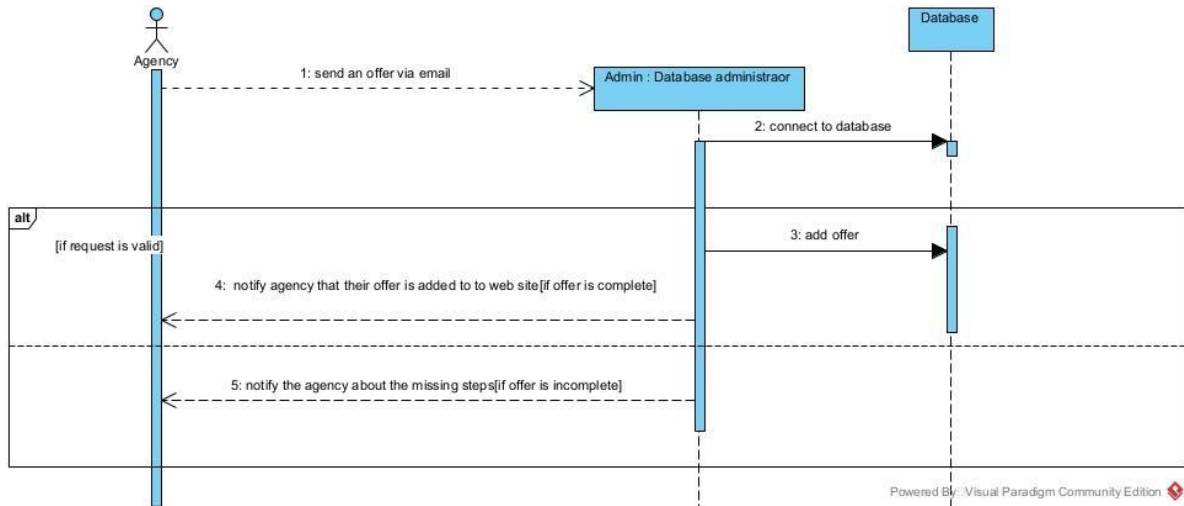 Database
Agency
1: send an offer via email
Admin : Database administraor
2: connect to database
alt
[if request is valid]
3: add offer
4: notify agency that their offer is added to to web site[if offer is complete]
5: notify the agency about the missing steps[if offer is incomplete]
Powered By Visual Paradigm Community Edition